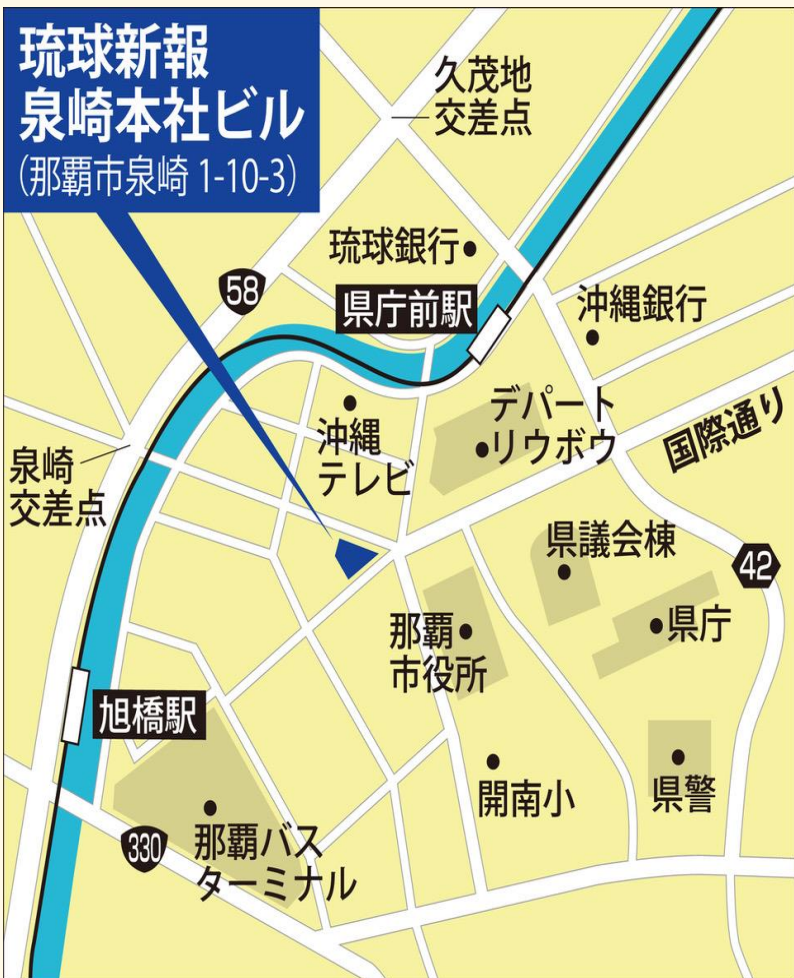 琉球新報
泉崎本社ビル
(那覇市泉崎 1-10-3)
久茂地
交差点
琉球銀行
58
県庁前駅
沖縄銀行
デパート
リウボウ
国際通り
沖縄
テレビ
泉崎
交差点
県議会棟
42
那覇
市役所
県庁
旭橋駅
開南小
県警
330
那覇バス
ターミナル